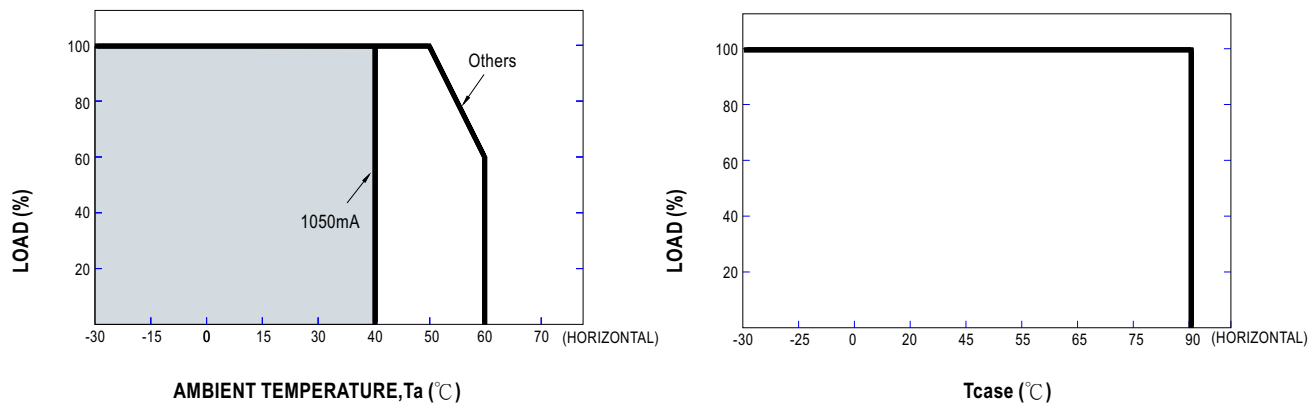 100
80
60
40
20
LOAD (%)
Others
1050mA
-30 -15 0 15 30 40 50 60 70 (HORIZONTAL)
AMBIENT TEMPERATURE,Ta (℃)
100
80
60
40
20
LOAD (%)
-30 -25 0 20 45 55 65 75 90 (HORIZONTAL)
Tcase (℃)